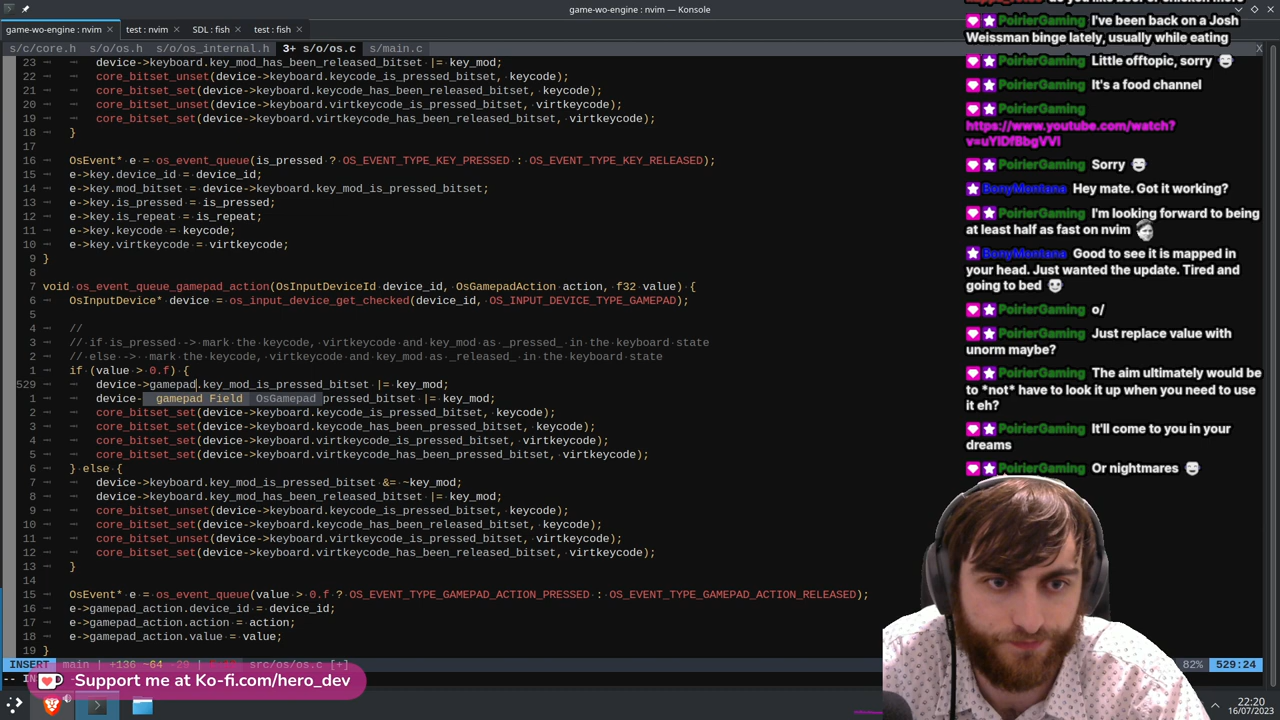 game-wo-engine : nvim — Konsole
game-wo-engine : nvim
test : nvim
SDL : fish
test : fish
s/c/core.h
s/o/os.h
s/o/os_internal.h
3+ s/o/os.c
s/main.c
X
23 device->keyboard.key_mod_has_been_released_bitset |= key_mod;
22 core_bitset_unset(device->keyboard.keycode_is_pressed_bitset, keycode);
21 core_bitset_set(device->keyboard.keycode_has_been_released_bitset, keycode);
20 core_bitset_unset(device->keyboard.virtkeycode_is_pressed_bitset, virtkeycode);
19 core_bitset_set(device->keyboard.virtkeycode_has_been_released_bitset, virtkeycode);
18 }
17
16 OsEvent* e = os_event_queue(is_pressed ? OS_EVENT_TYPE_KEY_PRESSED : OS_EVENT_TYPE_KEY_RELEASED);
15 e->key.device_id = device_id;
14 e->key.mod_bitset = device->keyboard.key_mod_is_pressed_bitset;
13 e->key.is_pressed = is_pressed;
12 e->key.is_repeat = is_repeat;
11 e->key.keycode = keycode;
10 e->key.virtkeycode = virtkeycode;
9 }
8
7 void os_event_queue_gamepad_action(OsInputDeviceId device_id, OsGamepadAction action, f32 value) {
6 OsInputDevice* device = os_input_device_get_checked(device_id, OS_INPUT_DEVICE_TYPE_GAMEPAD);
5
4 //
3 // if is_pressed -> mark the key, virtkeycode and key_mod as _pressed_ in the keyboard state
2 // else -> mark the keycode, virtkeycode and key_mod as _released_ in the keyboard state
1 if (value > 0.f) {
529 device->gamepad.key_mod_is_pressed_bitset |= key_mod;
1 device- gamepad Field OsGamepad pressed_bitset |= key_mod;
2 core_bitset_set(device->keyboard.keycode_is_pressed_bitset, keycode);
3 core_bitset_set(device->keyboard.keycode_has_been_pressed_bitset, keycode);
4 core_bitset_set(device->keyboard.virtkeycode_is_pressed_bitset, virtkeycode);
5 core_bitset_set(device->keyboard.virtkeycode_has_been_pressed_bitset, virtkeycode);
6 } else {
7 device->keyboard.key_mod_is_pressed_bitset &= ~key_mod;
8 device->keyboard.key_mod_has_been_released_bitset |= key_mod;
9 core_bitset_unset(device->keyboard.keycode_is_pressed_bitset, keycode);
10 core_bitset_set(device->keyboard.keycode_has_been_released_bitset, keycode);
11 core_bitset_unset(device->keyboard.virtkeycode_is_pressed_bitset, virtkeycode);
12 core_bitset_set(device->keyboard.virtkeycode_has_been_released_bitset, virtkeycode);
13 }
14
15 OsEvent* e = os_event_queue(value > 0.f ? OS_EVENT_TYPE_GAMEPAD_ACTION_PRESSED : OS_EVENT_TYPE_GAMEPAD_ACTION_RELEASED);
16 e->gamepad_action.device_id = device_id;
17 e->gamepad_action.action = action;
18 e->gamepad_action.value = value;
19 }
INSERT main | +136 ~64 -29 | src/os/os.c [+]
82% 529:24
-- IN
Support me at Ko-fi.com/hero_dev
22:20
16/07/2023
PoirierGaming I've been back on a Josh
Weissman binge lately, usually while eating
PoirierGaming Little offtopic, sorry
PoirierGaming It's a food channel
PoirierGaming
https://www.youtube.com/watch?
v=uYlDfBbgVVI
PoirierGaming Sorry
BonyMontana Hey mate. Got it working?
PoirierGaming I'm looking forward to being
at least half as fast on nvim
BonyMontana Good to see it is mapped in
your head. Just wanted the update. Tired and
going to bed
PoirierGaming o/
PoirierGaming Just replace value with
unorm maybe?
PoirierGaming The aim ultimately would be
to *not* have to look it up when you need to use
it eh?
PoirierGaming It'll come to you in your
dreams
PoirierGaming Or nightmares